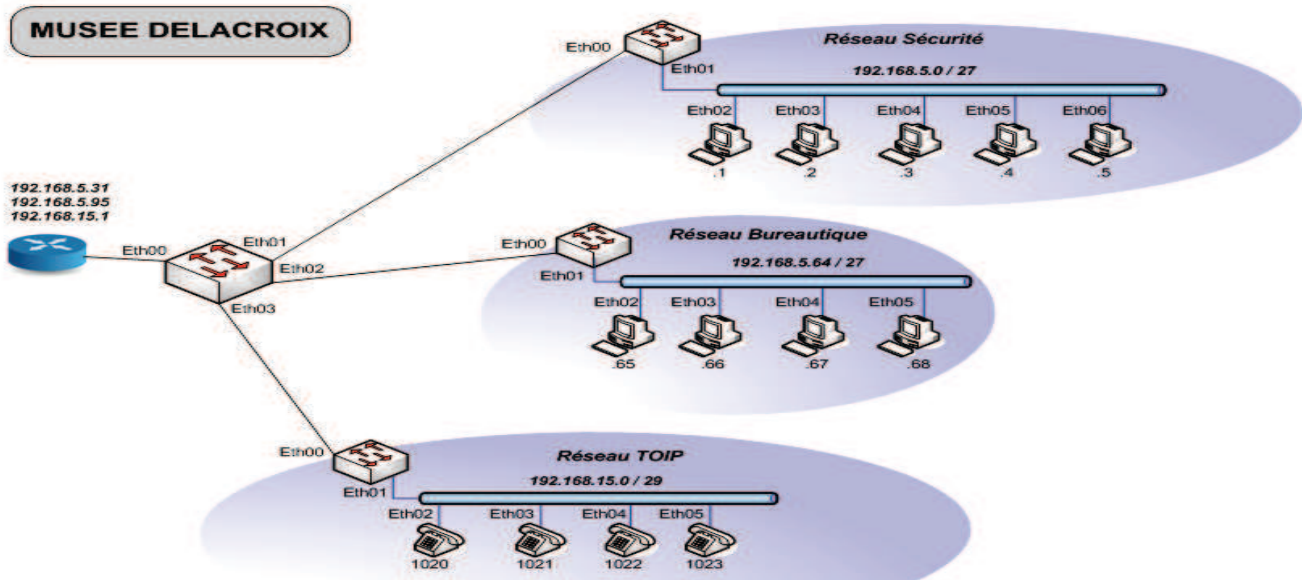 MUSEE DELACROIX
Eth00
Réseau Sécurité
Eth01
192.168.5.0 / 27
Eth02 Eth03 Eth04 Eth05 Eth06
.1 .2 .3 .4 .5
192.168.5.31
192.168.5.95
192.168.15.1
Eth00
Eth01
Eth02
Eth03
Eth00
Réseau Bureautique
Eth01
192.168.5.64 / 27
Eth02 Eth03 Eth04 Eth05
.65 .66 .67 .68
Eth00
Réseau TOIP
Eth01
192.168.15.0 / 29
Eth02 Eth03 Eth04 Eth05
1020 1021 1022 1023